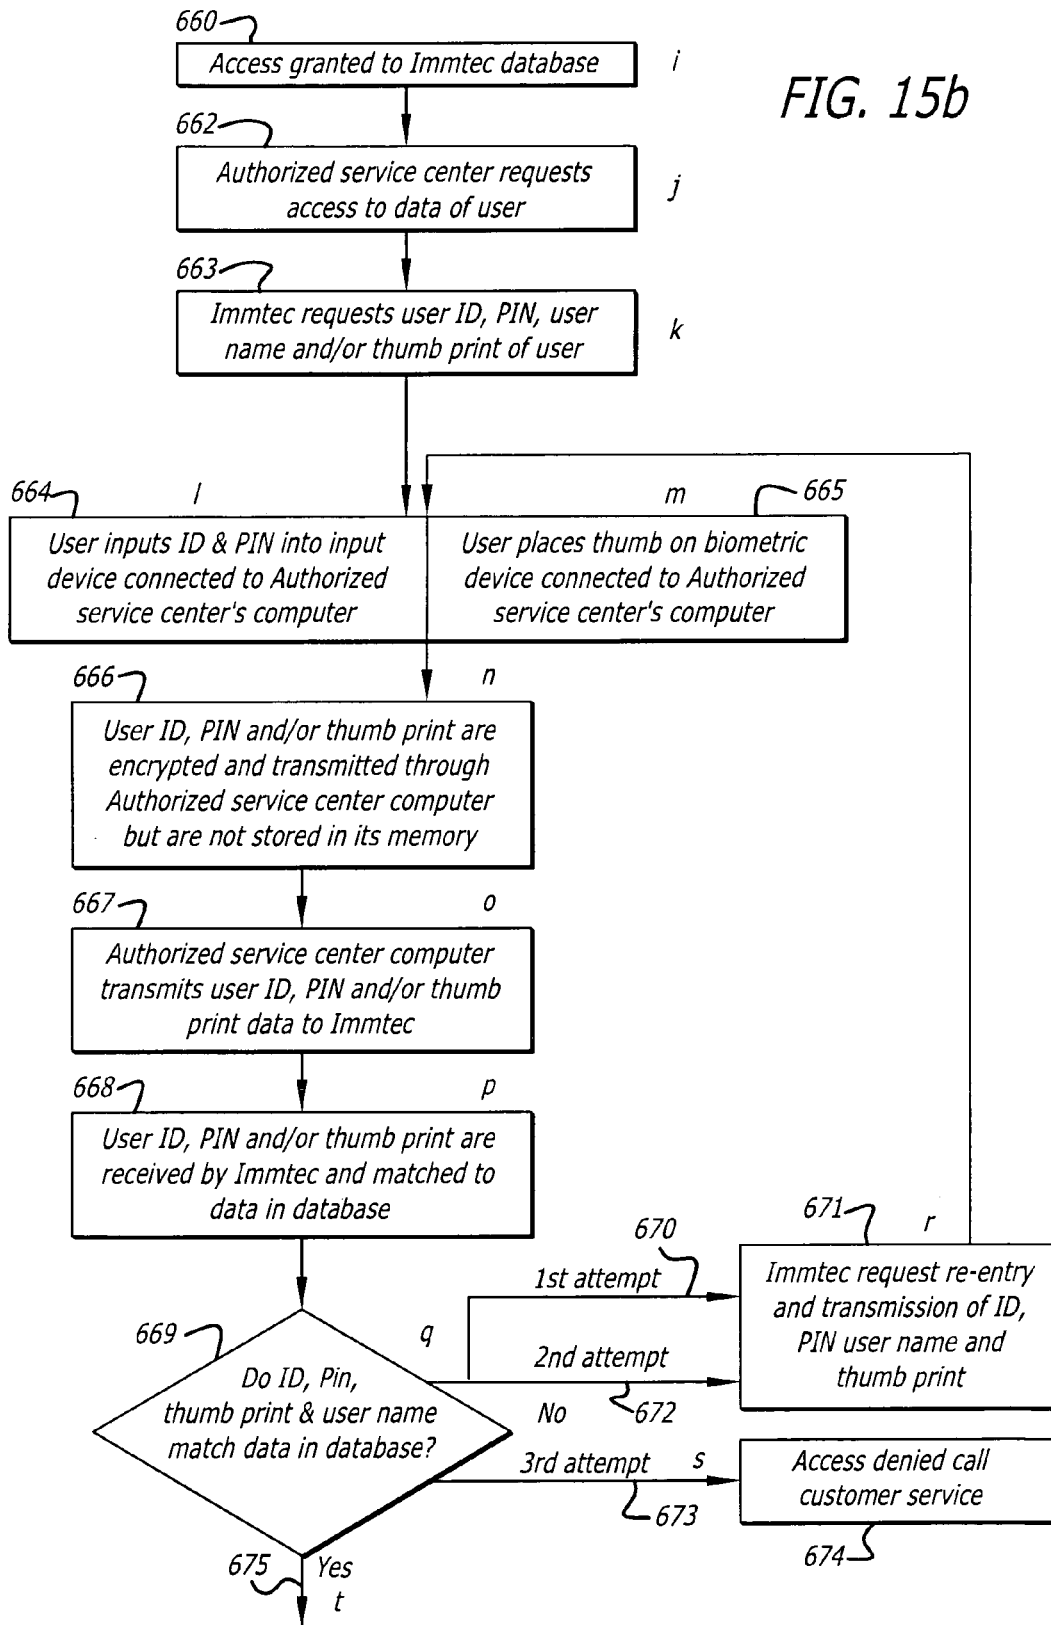 660
Access granted to Immtec database
i
FIG. 15b
662
Authorized service center requests
access to data of user
j
663
Immtec requests user ID, PIN, user
name and/or thumb print of user
k
664
l
m
665
User inputs ID & PIN into input
device connected to Authorized
service center's computer
User places thumb on biometric
device connected to Authorized
service center's computer
666
n
User ID, PIN and/or thumb print are
encrypted and transmitted through
Authorized service center computer
but are not stored in its memory
667
o
Authorized service center computer
transmits user ID, PIN and/or thumb
print data to Immtec
668
p
User ID, PIN and/or thumb print are
received by Immtec and matched to
data in database
669
Do ID, Pin,
thumb print & user name
match data in database?
q
1st attempt
670
2nd attempt
672
No
3rd attempt
s
673
671
r
Immtec request re-entry
and transmission of ID,
PIN user name and
thumb print
Access denied call
customer service
674
675
Yes
t